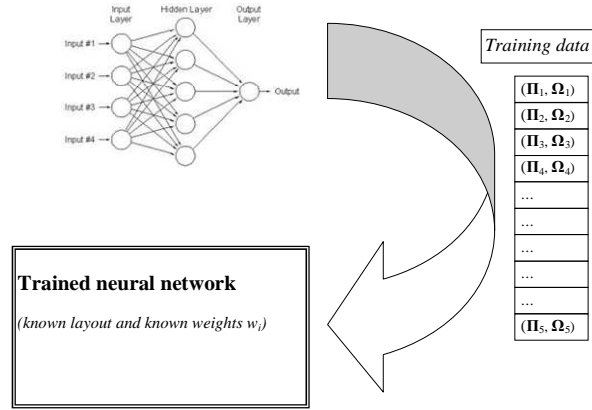 Input Layer
Hidden Layer
Output Layer
Input #1
Input #2
Input #3
Input #4
Output
Training data
(Π1, Ω1)
(Π2, Ω2)
(Π3, Ω3)
(Π4, Ω4)
…
…
…
…
…
(Π5, Ω5)
Trained neural network
(known layout and known weights wi)